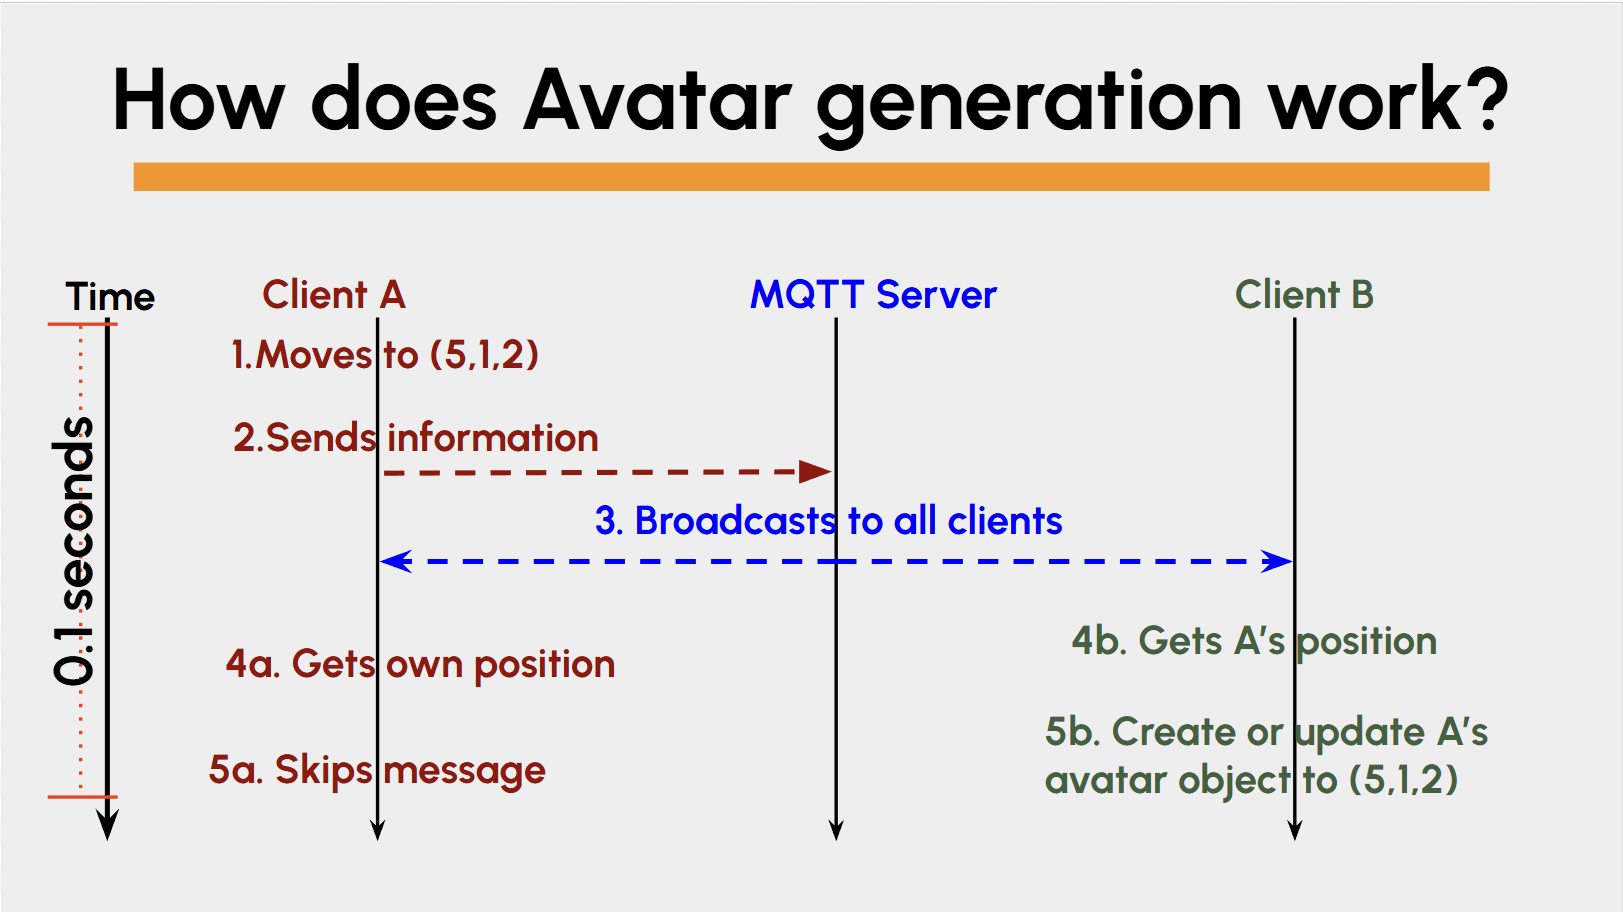 How does Avatar generation work?
Time
Client A
MQTT Server
Client B
1.Moves to (5,1,2)
2.Sends information
3. Broadcasts to all clients
0.1 seconds
4b. Gets A's position
4a. Gets own position
5b. Create or update A's
avatar object to (5,1,2)
5a. Skips message